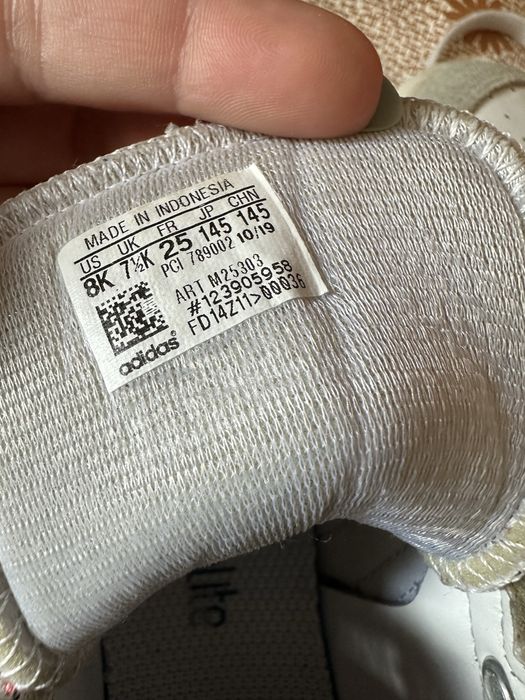 MADE IN INDONESIA
US UK FR JP CHN
8K 7½K 25 145 145
PCI 789002 10/19
ART M25303
#123905958
FD14Z11>00036
adidas®